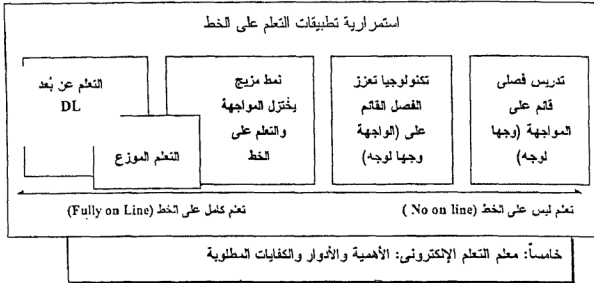 استمرارية تطبيقات التعلم على الخط
تدريس فصلى
قائم على
المواجهة (وجها
لوجه)
تكنولوجيا تعزز
الفصل القائم
على (الواجهة
وجها لوجه)
نمط مزيج
يختزل المواجهة
والتعلم على
الخط
التعلم عن بُعد
DL
التعلم الموزع
تعلم ليس على الخط (No on line )
تعلم كامل على الخط (Fully on Line)
خامساً: معلم التعلم الإلكترونى: الأهمية والأدوار والكفايات المطلوبة